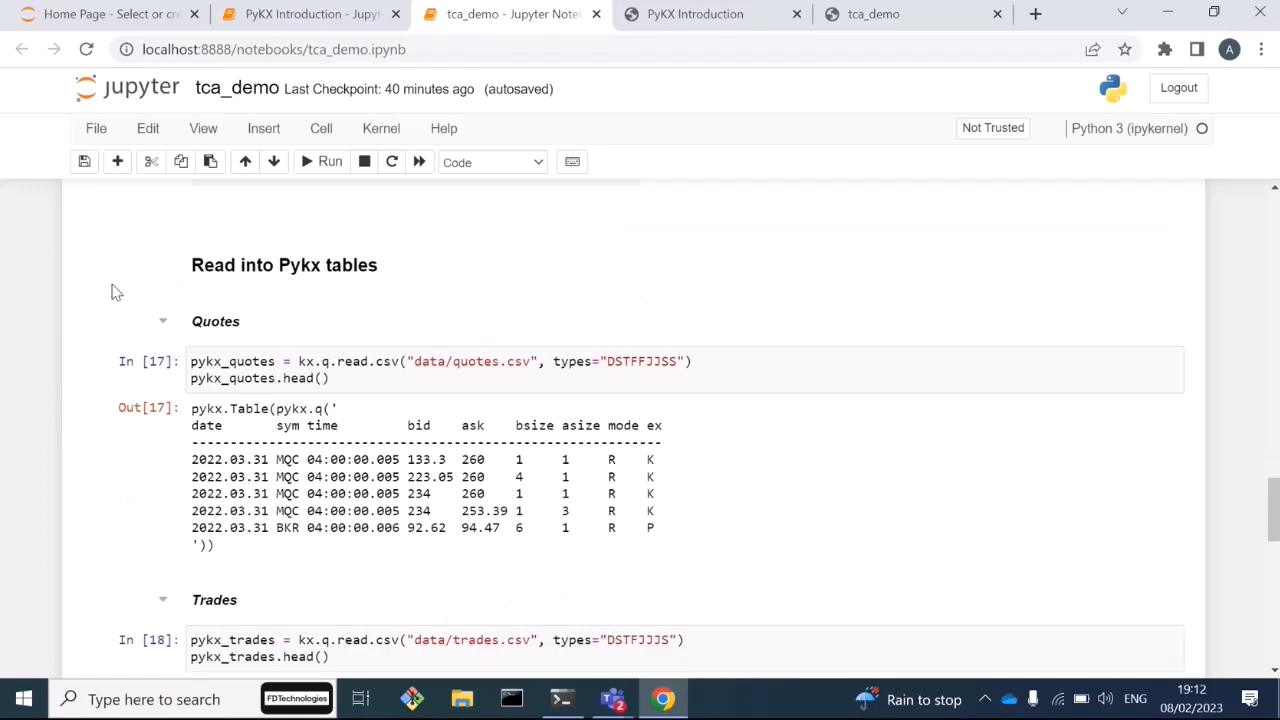 Home Page - Select or cre
PyKX Introduction - Jupyt
tca_demo - Jupyter Noteb
PyKX Introduction
tca_demo
localhost:8888/notebooks/tca_demo.ipynb
A
jupyter tca_demo Last Checkpoint: 40 minutes ago (autosaved)
Logout
File Edit View Insert Cell Kernel Help
Not Trusted
Python 3 (ipykernel)
Run
Code
Read into Pykx tables
Quotes
In [17]: pykx_quotes = kx.q.read.csv("data/quotes.csv", types="DSTFFJJSS")
pykx_quotes.head()
Out[17]: pykx.Table(pykx.q('
date sym time bid ask bsize asize mode ex
-------------------------------------------------------------
2022.03.31 MQC 04:00:00.005 133.3 260 1 1 R K
2022.03.31 MQC 04:00:00.005 223.05 260 4 1 R K
2022.03.31 MQC 04:00:00.005 234 260 1 1 R K
2022.03.31 MQC 04:00:00.005 234 253.39 1 3 R K
2022.03.31 BKR 04:00:00.006 92.62 94.47 6 1 R P
'))
Trades
In [18]: pykx_trades = kx.q.read.csv("data/trades.csv", types="DSTFJJJS")
pykx_trades.head()
Type here to search
FDTechnologies
2
Rain to stop
ENG
19:12
08/02/2023